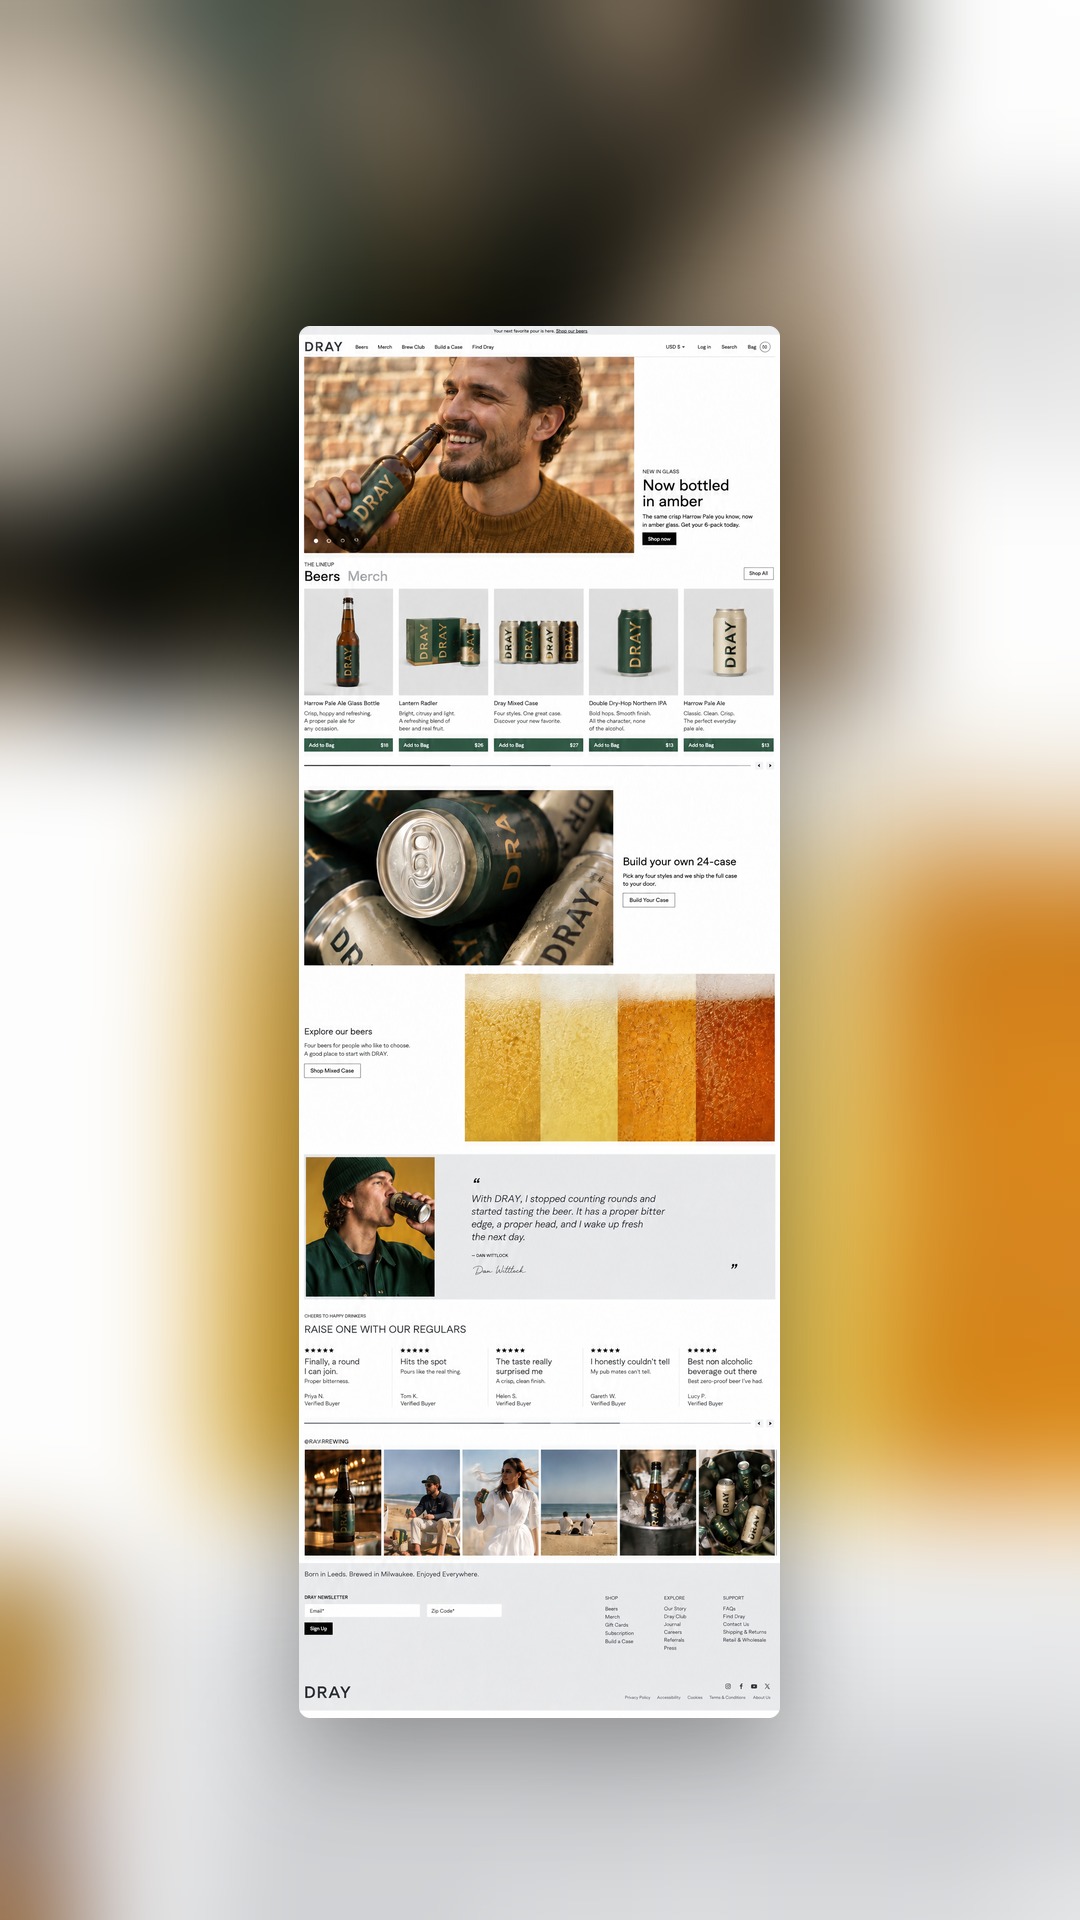 Your next favorite pour is here. Shop our beers
DRAY
Beers Merch Brew Club Build a Case Find Dray
USD $ Log in Search Bag
DRAY
NEW IN GLASS
Now bottled
in amber
The same crisp Harrow Pale you know, now
in amber glass. Get your 6-pack today.
Shop now
THE LINEUP
Beers Merch
Shop All
DRAY
DRAY DRAY DRAY
DRAY DRAY DRAY DRAY
DRAY
DRAY
Harrow Pale Ale Glass Bottle
Crisp, hoppy and refreshing.
A proper pale ale for
any occasion.
Add to Bag $18
Lantern Radler
Bright, citrusy and light.
A refreshing blend of
beer and real fruit.
Add to Bag $26
Dray Mixed Case
Four styles. One great case.
Discover your new favorite.
Add to Bag $27
Double Dry-Hop Northern IPA
Bold hops. Smooth finish.
All the character, none
of the alcohol.
Add to Bag $13
Harrow Pale Ale
Classic. Clean. Crisp.
The perfect everyday
pale ale.
Add to Bag $13
DRAY
DRAY
Build your own 24-case
Pick any four styles and we ship the full case
to your door.
Build Your Case
Explore our beers
Four beers for people who like to choose.
A good place to start with DRAY.
Shop Mixed Case
“
With DRAY, I stopped counting rounds and
started tasting the beer. It has a proper bitter
edge, a proper head, and I wake up fresh
the next day.
— DAN WITTLOCK
Dan Wittlock
”
CHEERS TO HAPPY DRINKERS
RAISE ONE WITH OUR REGULARS
★★★★★
Finally, a round
I can join.
Proper bitterness.
Priya N.
Verified Buyer
★★★★★
Hits the spot
Pours like the real thing.
Tom K.
Verified Buyer
★★★★★
The taste really
surprised me
A crisp, clean finish.
Helen S.
Verified Buyer
★★★★★
I honestly couldn't tell
My pub mates can't tell.
Gareth W.
Verified Buyer
★★★★★
Best non alcoholic
beverage out there
Best zero-proof beer I've had.
Lucy P.
Verified Buyer
DRAY
DRAY
Born in Leeds. Brewed in Milwaukee. Enjoyed Everywhere.
DRAY NEWSLETTER
Email*
Zip Code*
Sign Up
SHOP
Beers
Merch
Gift Cards
Subscription
Build a Case
EXPLORE
Our Story
Dray Club
Journal
Careers
Referrals
Press
SUPPORT
FAQs
Find Dray
Contact Us
Shipping & Returns
Retail & Wholesale
DRAY
Privacy Policy Accessibility Cookies Terms & Conditions About Us